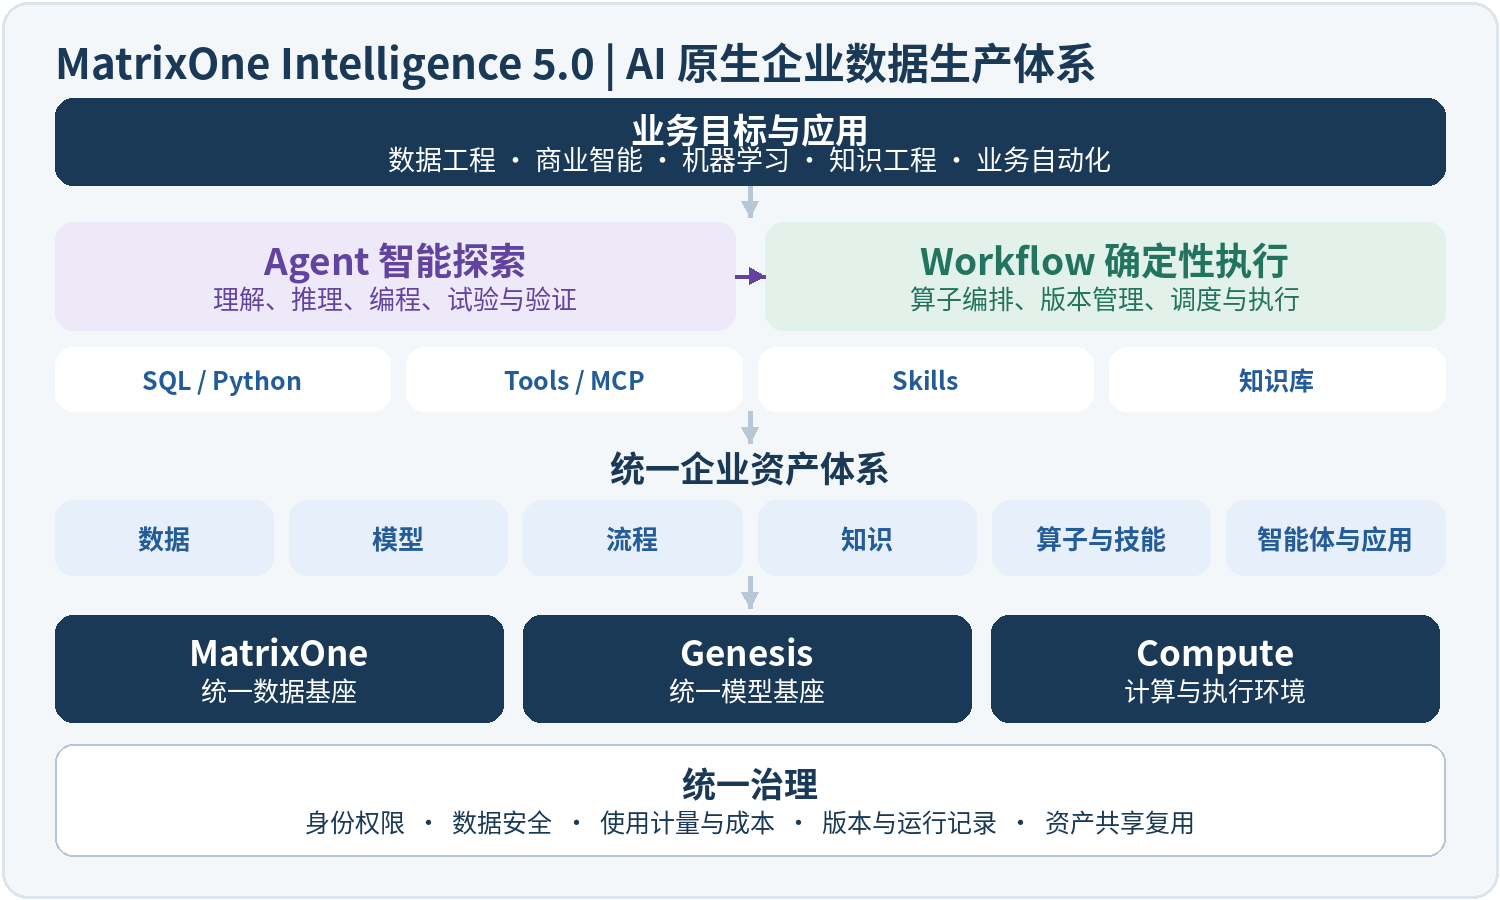 MatrixOne Intelligence 5.0 | AI 原生企业数据生产体系
业务目标与应用
数据工程 · 商业智能 · 机器学习 · 知识工程 · 业务自动化
Agent 智能探索
理解、推理、编程、试验与验证
Workflow 确定性执行
算子编排、版本管理、调度与执行
SQL / Python
Tools / MCP
Skills
知识库
统一企业资产体系
数据
模型
流程
知识
算子与技能
智能体与应用
MatrixOne
统一数据基座
Genesis
统一模型基座
Compute
计算与执行环境
统一治理
身份权限 · 数据安全 · 使用计量与成本 · 版本与运行记录 · 资产共享复用